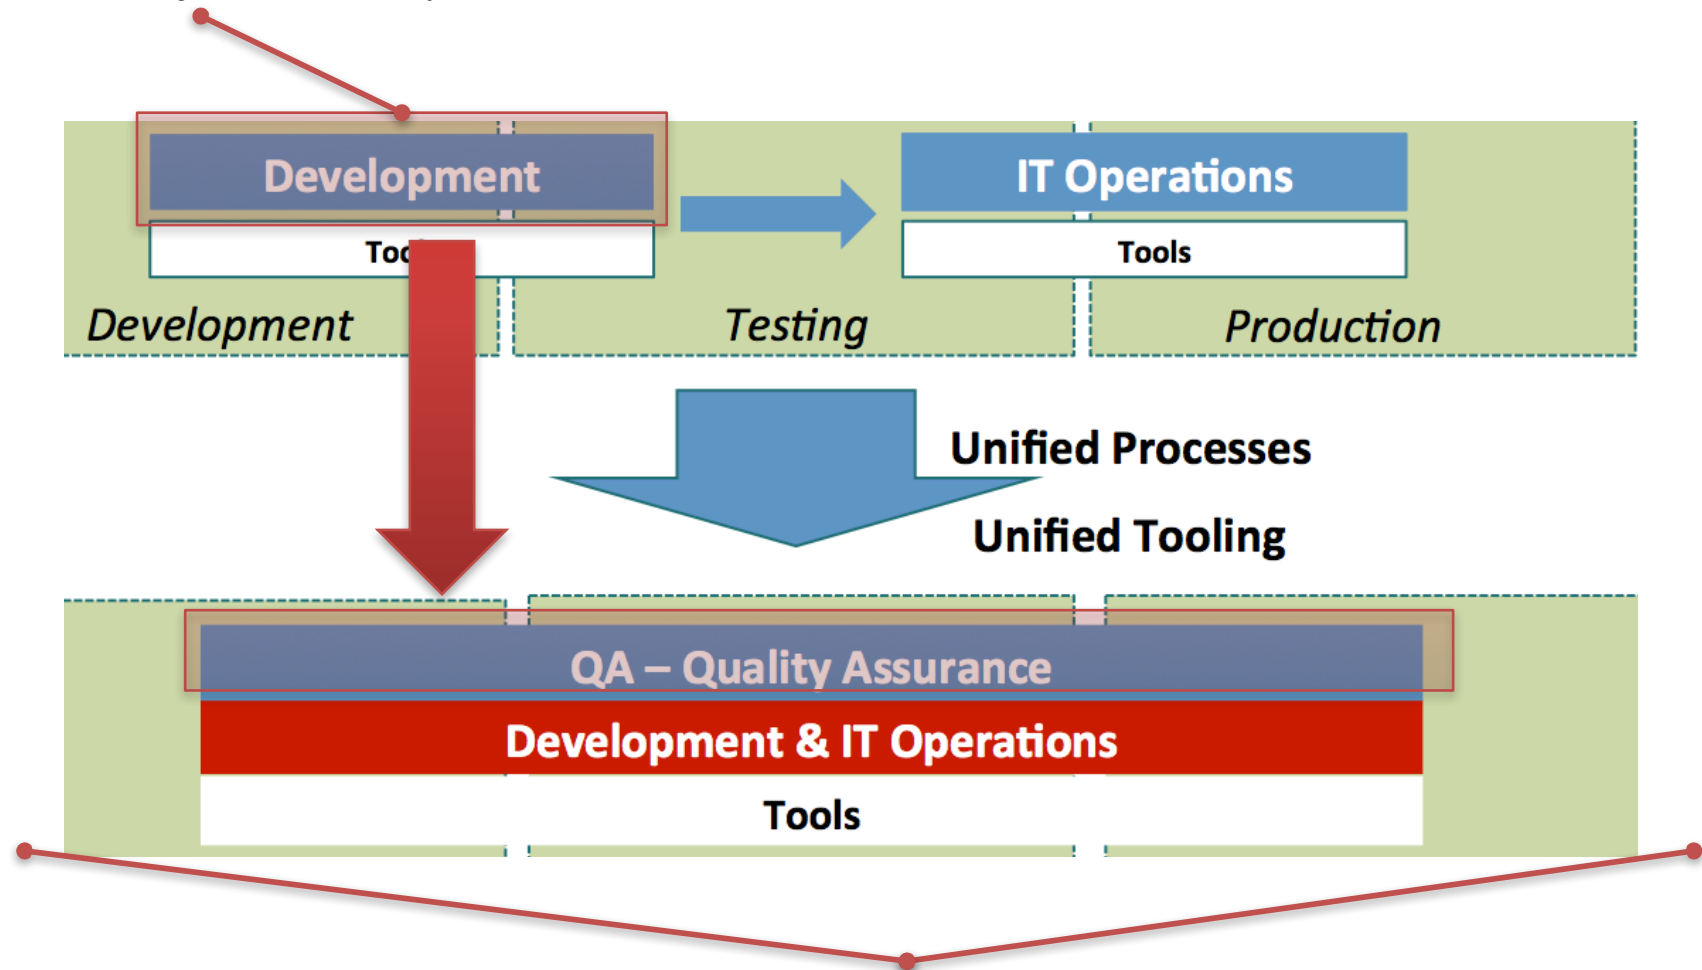 Development
IT Operations
Tools
Development
Testing
Production
Unified Processes
Unified Tooling
QA – Quality Assurance
Development & IT Operations
Tools